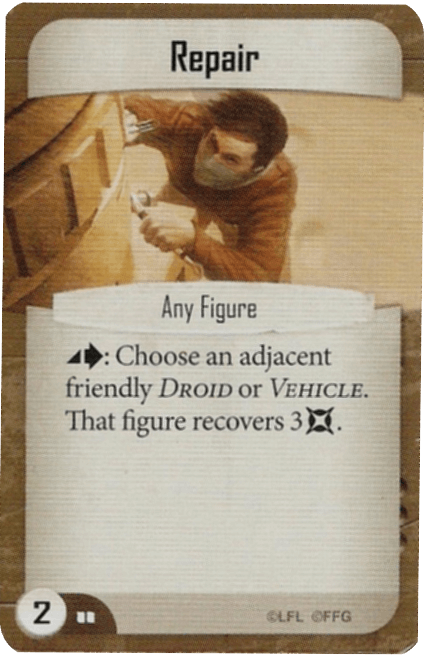 Repair
Any Figure
: Choose an adjacent
friendly DROID or VEHICLE.
That figure recovers 3 .
2
©LFL ©FFG